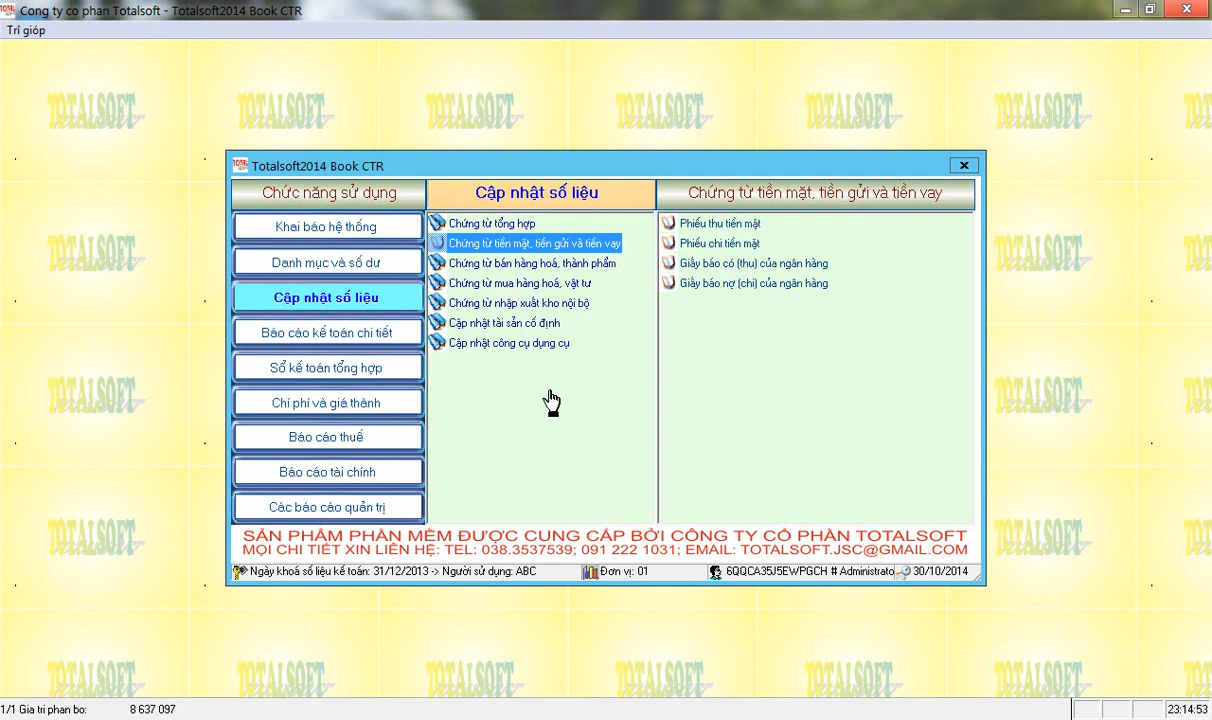 Cong ty co phan Totalsoft - Totalsoft2014 Book CTR
Trî gióp
Totalsoft2014 Book CTR
Chức năng sử dụng
Cập nhật số liệu
Chứng từ tiền mặt, tiền gửi và tiền vay
Khai báo hệ thống
Danh mục và số dư
Cập nhật số liệu
Báo cáo kế toán chi tiết
Sổ kế toán tổng hợp
Chí phí và giá thành
Báo cáo thuế
Báo cáo tài chính
Các báo cáo quản trị
Chứng từ tổng hợp
Chứng từ tiền mặt, tiền gửi và tiền vay
Chứng từ bán hàng hoá, thành phẩm
Chứng từ mua hàng hoá, vật tư
Chứng từ nhập xuất kho nội bộ
Cập nhật tài sản cố định
Cập nhật công cụ dụng cụ
Phiếu thu tiền mặt
Phiếu chi tiền mặt
Giấy báo có (thu) của ngân hàng
Giấy báo nợ (chi) của ngân hàng
SẢN PHẨM PHẦN MỀM ĐƯỢC CUNG CẤP BỞI CÔNG TY CỔ PHẦN TOTALSOFT
MỌI CHI TIẾT XIN LIÊN HỆ: TEL: 038.3537539; 091 222 1031; EMAIL: TOTALSOFT.JSC@GMAIL.COM
Ngày khoá số liệu kế toán: 31/12/2013 -> Người sử dụng: ABC
Đơn vị: 01
6QQCA35J5EWPGCH # Administrato
30/10/2014
1/1 Gia tri phan bo: 8 637 097
23:14:53